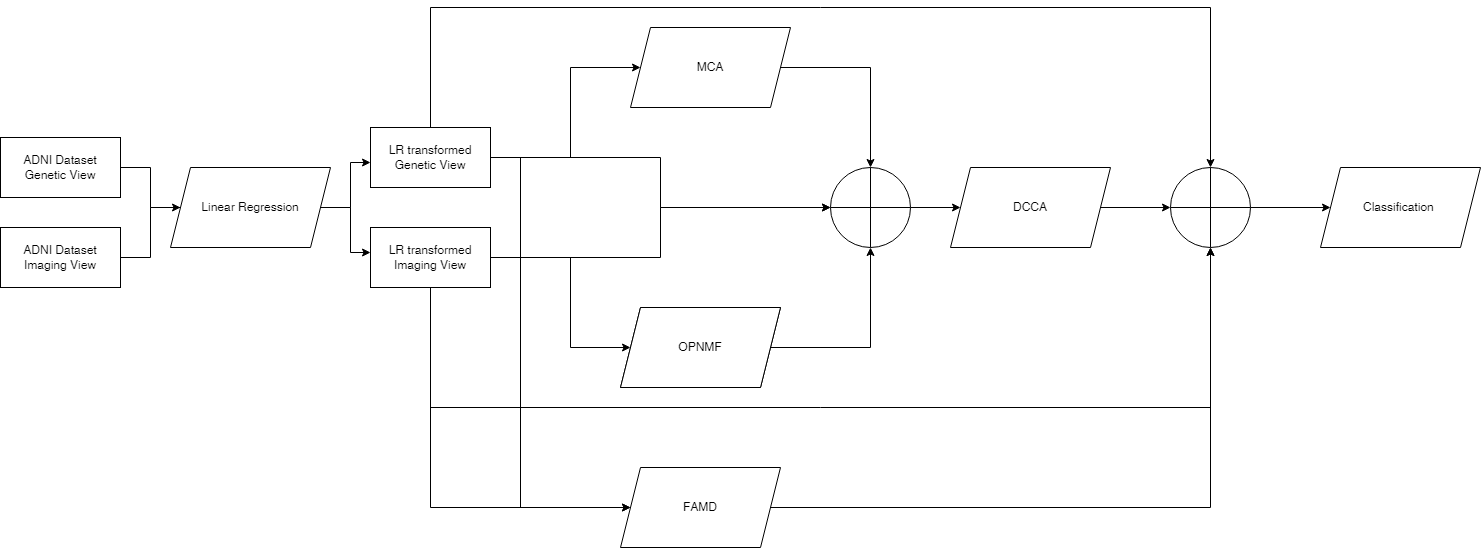 ADNI Dataset
Genetic View
ADNI Dataset
Imaging View
Linear Regression
LR transformed
Genetic View
LR transformed
Imaging View
MCA
OPNMF
FAMD
DCCA
Classification